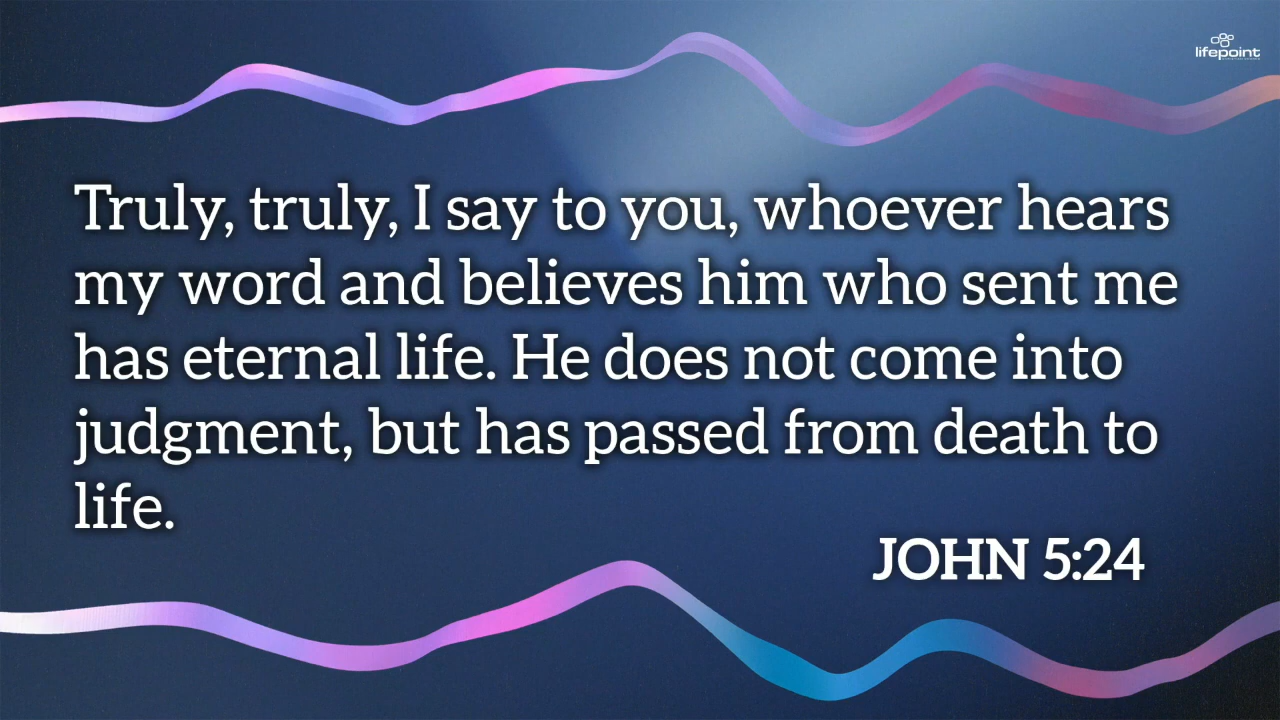 lifepoint
Truly, truly, I say to you, whoever hears
my word and believes him who sent me
has eternal life. He does not come into
judgment, but has passed from death to
life.
JOHN 5:24